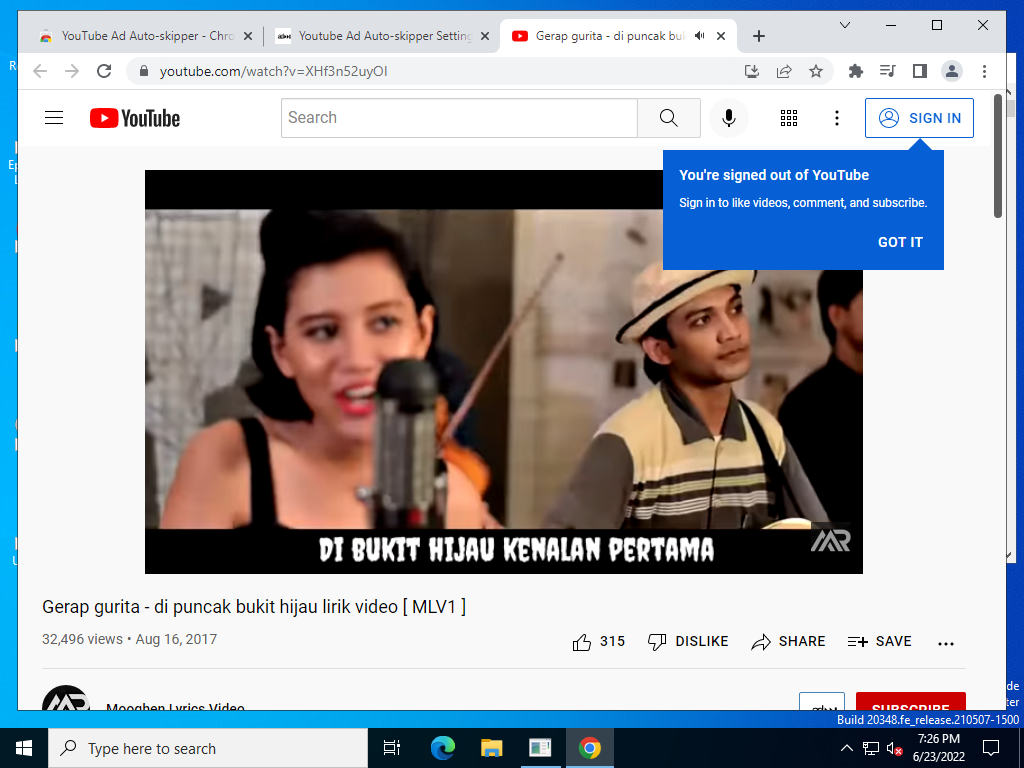 YouTube Ad Auto-skipper - Chro
Youtube Ad Auto-skipper Setting
Gerap gurita - di puncak buk
youtube.com/watch?v=XHf3n52uyOI
YouTube
Search
SIGN IN
You're signed out of YouTube
Sign in to like videos, comment, and subscribe.
GOT IT
DI BUKIT HIJAU KENALAN PERTAMA
MR
Gerap gurita - di puncak bukit hijau lirik video [ MLV1 ]
32,496 views • Aug 16, 2017
315
DISLIKE
SHARE
SAVE
Mooghen Lyrics Video
SUBSCRIBE
Build 20348.fe_release.210507-1500
Type here to search
7:26 PM
6/23/2022